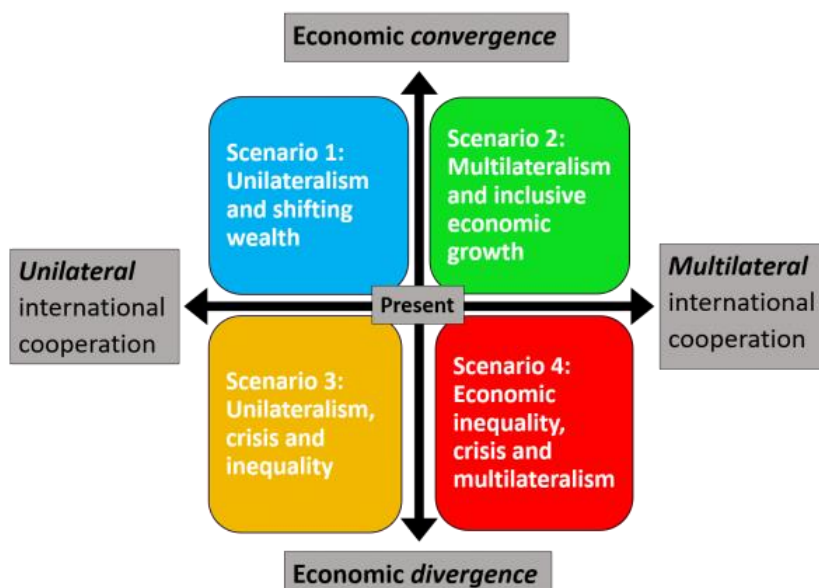 Economic convergence
Scenario 1:
Unilateralism
and shifting
wealth
Scenario 2:
Multilateralism
and inclusive
economic
growth
Unilateral
international
cooperation
Present
Multilateral
international
cooperation
Scenario 3:
Unilateralism,
crisis and
inequality
Scenario 4:
Economic
inequality,
crisis and
multilateralism
Economic divergence